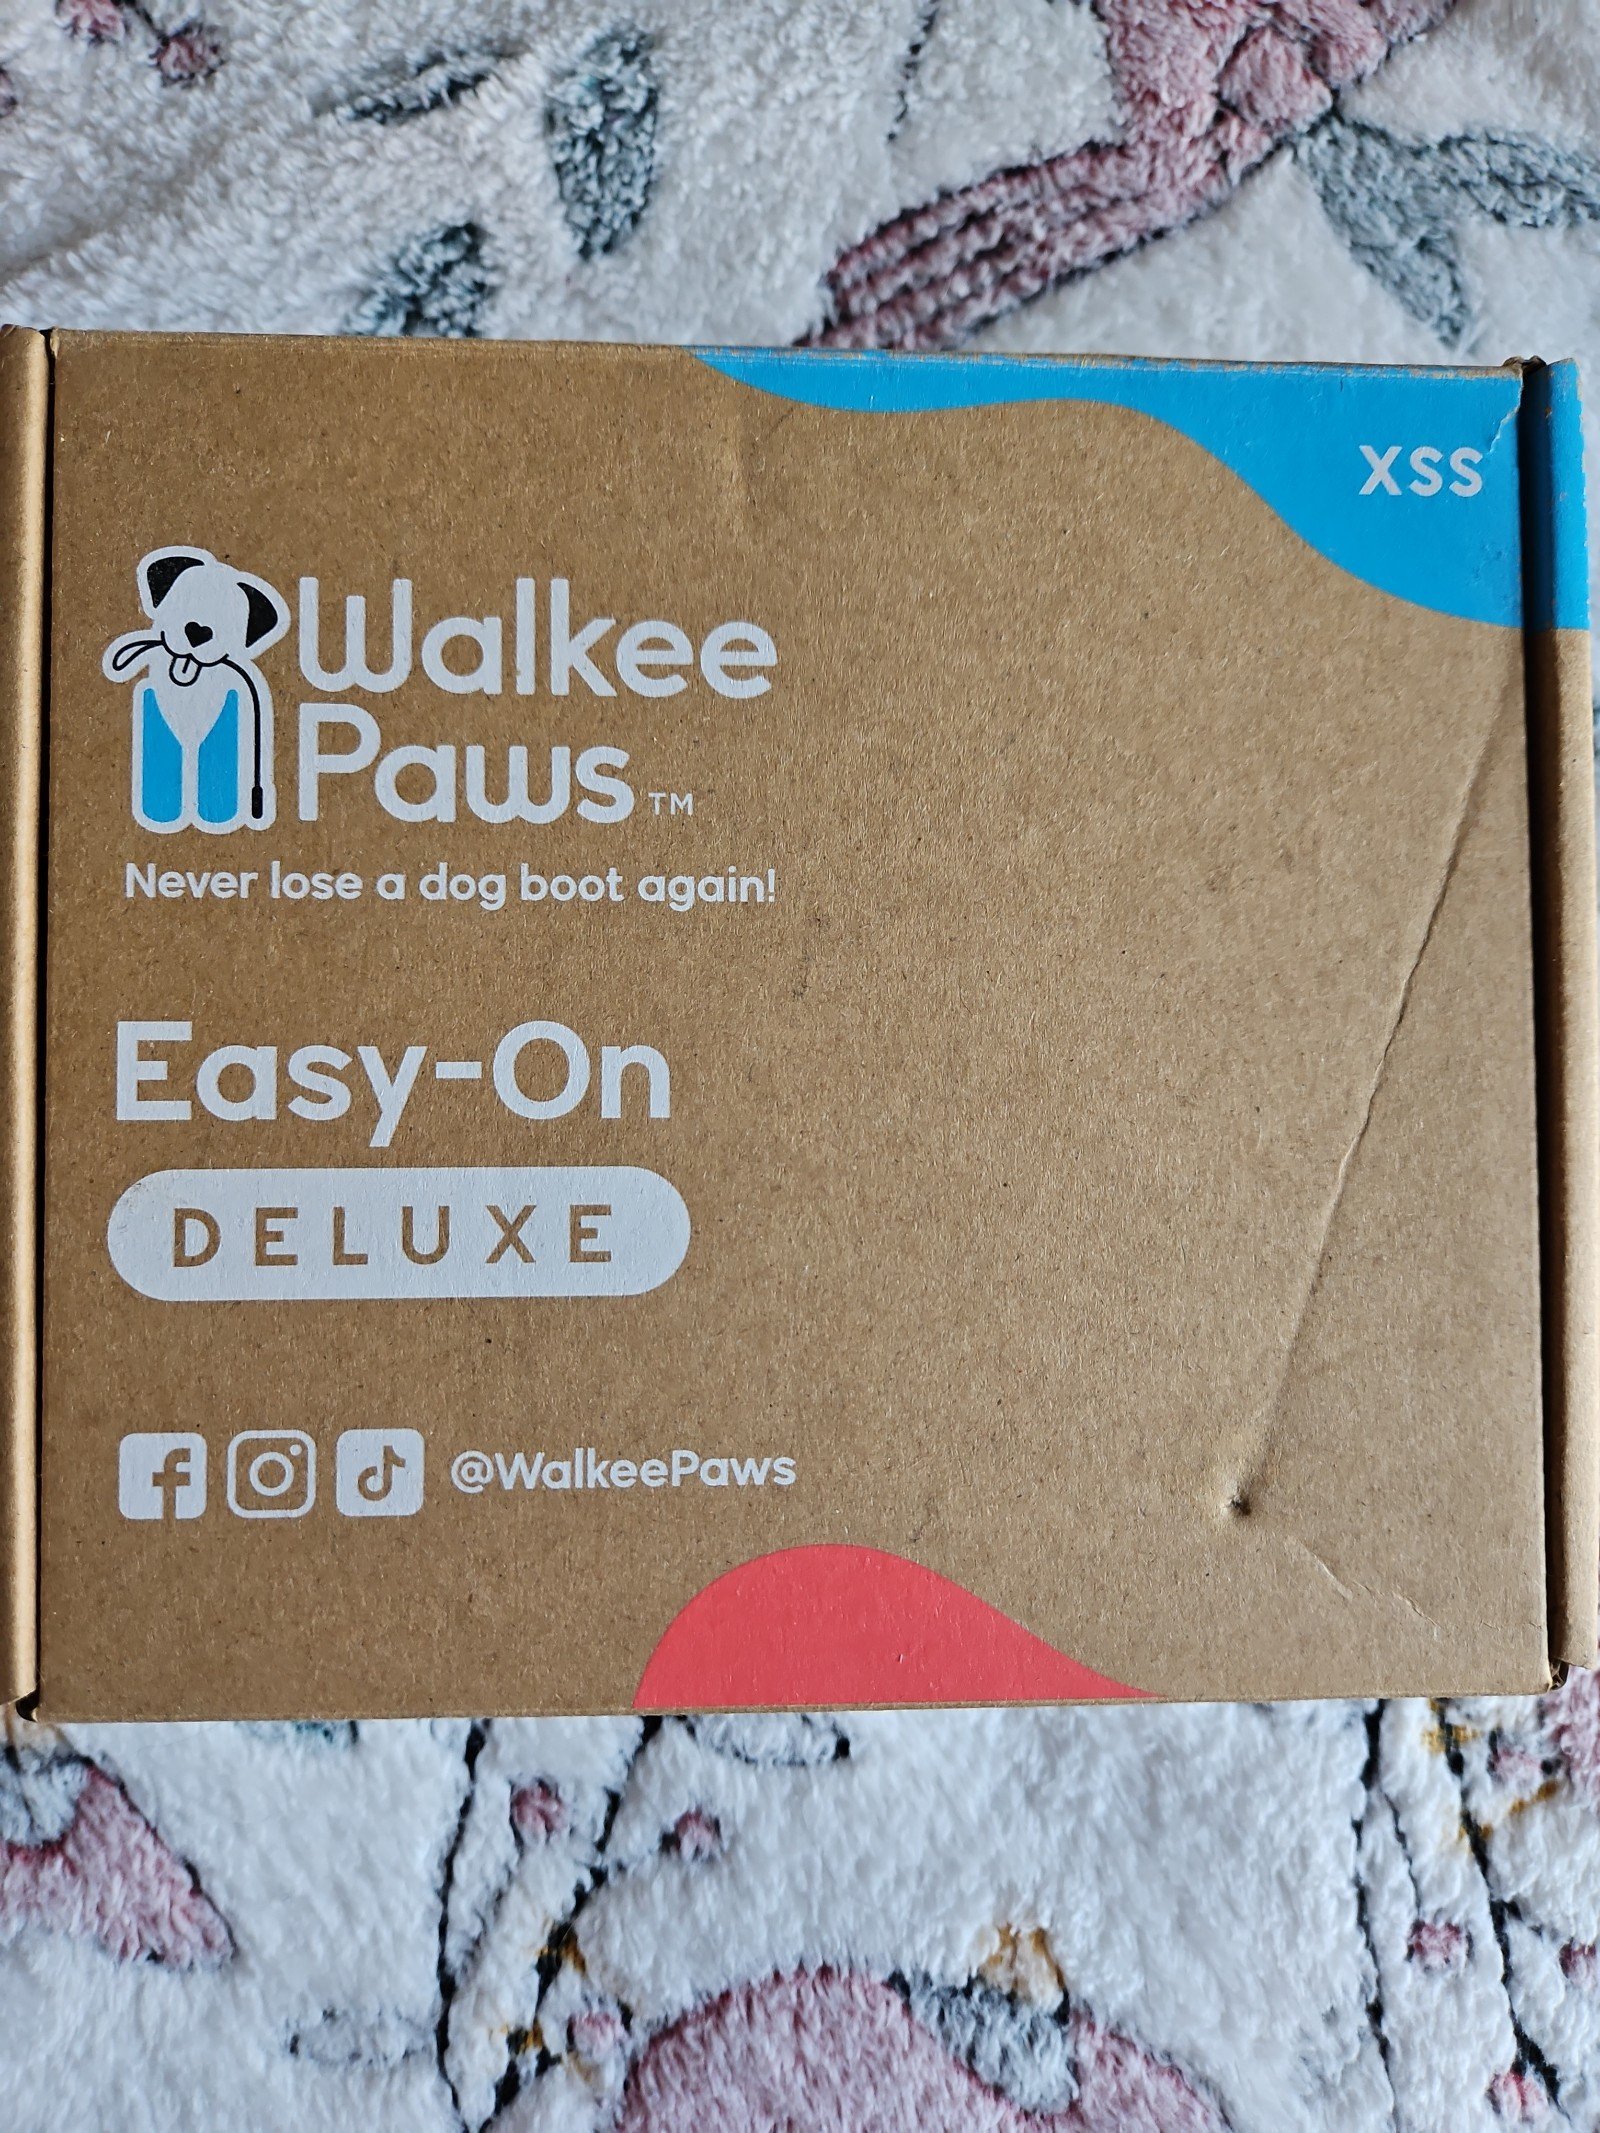 XSS
Walkee
Paws™
Never lose a dog boot again!
Easy-On
DELUXE
@WalkeePaws